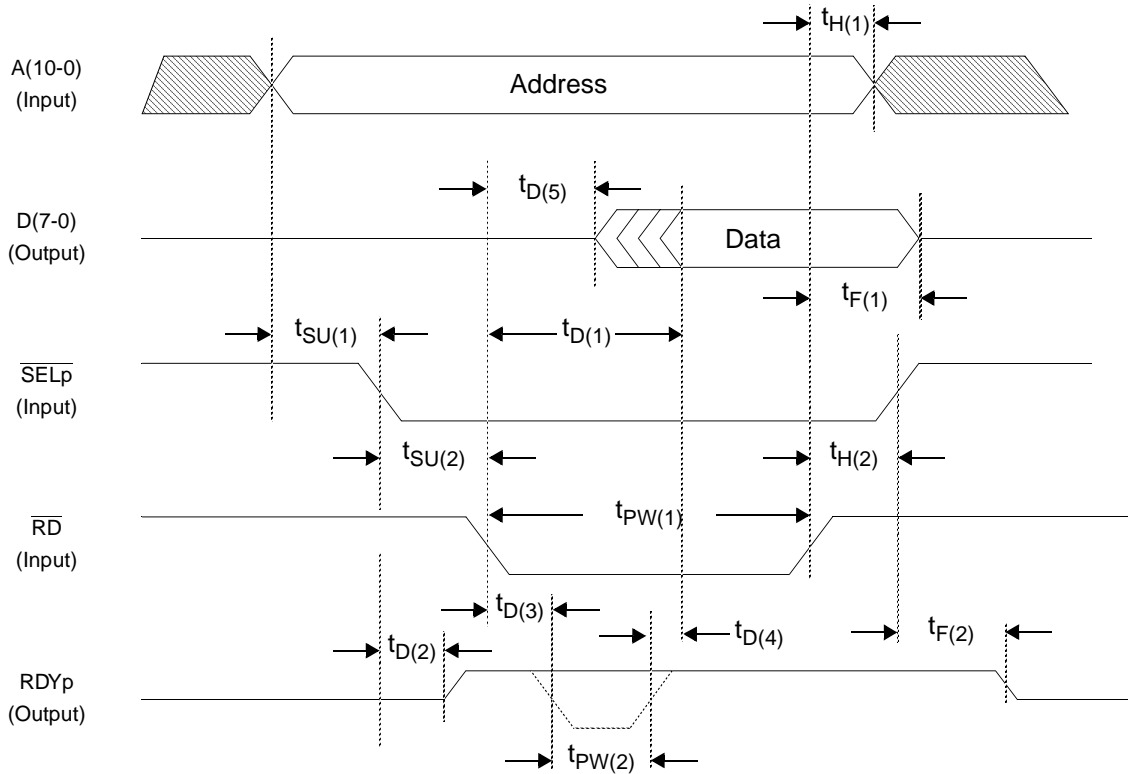 tH(1)
A(10-0)
(Input)
Address
tD(5)
D(7-0)
(Output)
Data
tF(1)
tSU(1)
tD(1)
SELp
(Input)
tSU(2)
tH(2)
tPW(1)
RD
(Input)
tD(3)
tD(4)
tF(2)
tD(2)
RDYp
(Output)
tPW(2)